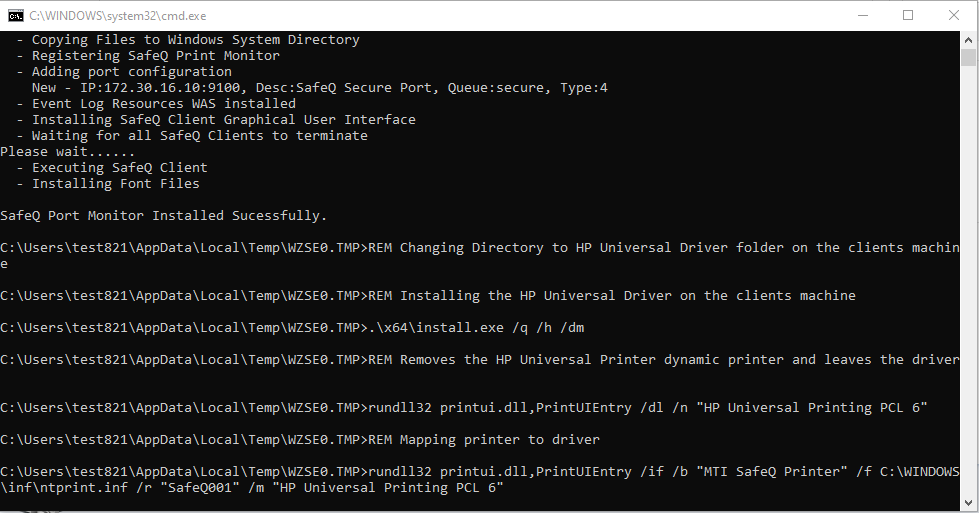 C:\WINDOWS\system32\cmd.exe
- Copying Files to Windows System Directory
- Registering SafeQ Print Monitor
- Adding port configuration
New - IP:172.30.16.10:9100, Desc:SafeQ Secure Port, Queue:secure, Type:4
- Event Log Resources WAS installed
- Installing SafeQ Client Graphical User Interface
- Waiting for all SafeQ Clients to terminate
Please wait......
- Executing SafeQ Client
- Installing Font Files
SafeQ Port Monitor Installed Sucessfully.
C:\Users\test821\AppData\Local\Temp\WZSE0.TMP>REM Changing Directory to HP Universal Driver folder on the clients machin
e
C:\Users\test821\AppData\Local\Temp\WZSE0.TMP>REM Installing the HP Universal Driver on the clients machine
C:\Users\test821\AppData\Local\Temp\WZSE0.TMP>.\x64\install.exe /q /h /dm
C:\Users\test821\AppData\Local\Temp\WZSE0.TMP>REM Removes the HP Universal Printer dynamic printer and leaves the driver
C:\Users\test821\AppData\Local\Temp\WZSE0.TMP>rundll32 printui.dll,PrintUIEntry /dl /n "HP Universal Printing PCL 6"
C:\Users\test821\AppData\Local\Temp\WZSE0.TMP>REM Mapping printer to driver
C:\Users\test821\AppData\Local\Temp\WZSE0.TMP>rundll32 printui.dll,PrintUIEntry /if /b "MTI SafeQ Printer" /f C:\WINDOWS
\inf\ntprint.inf /r "SafeQ001" /m "HP Universal Printing PCL 6"